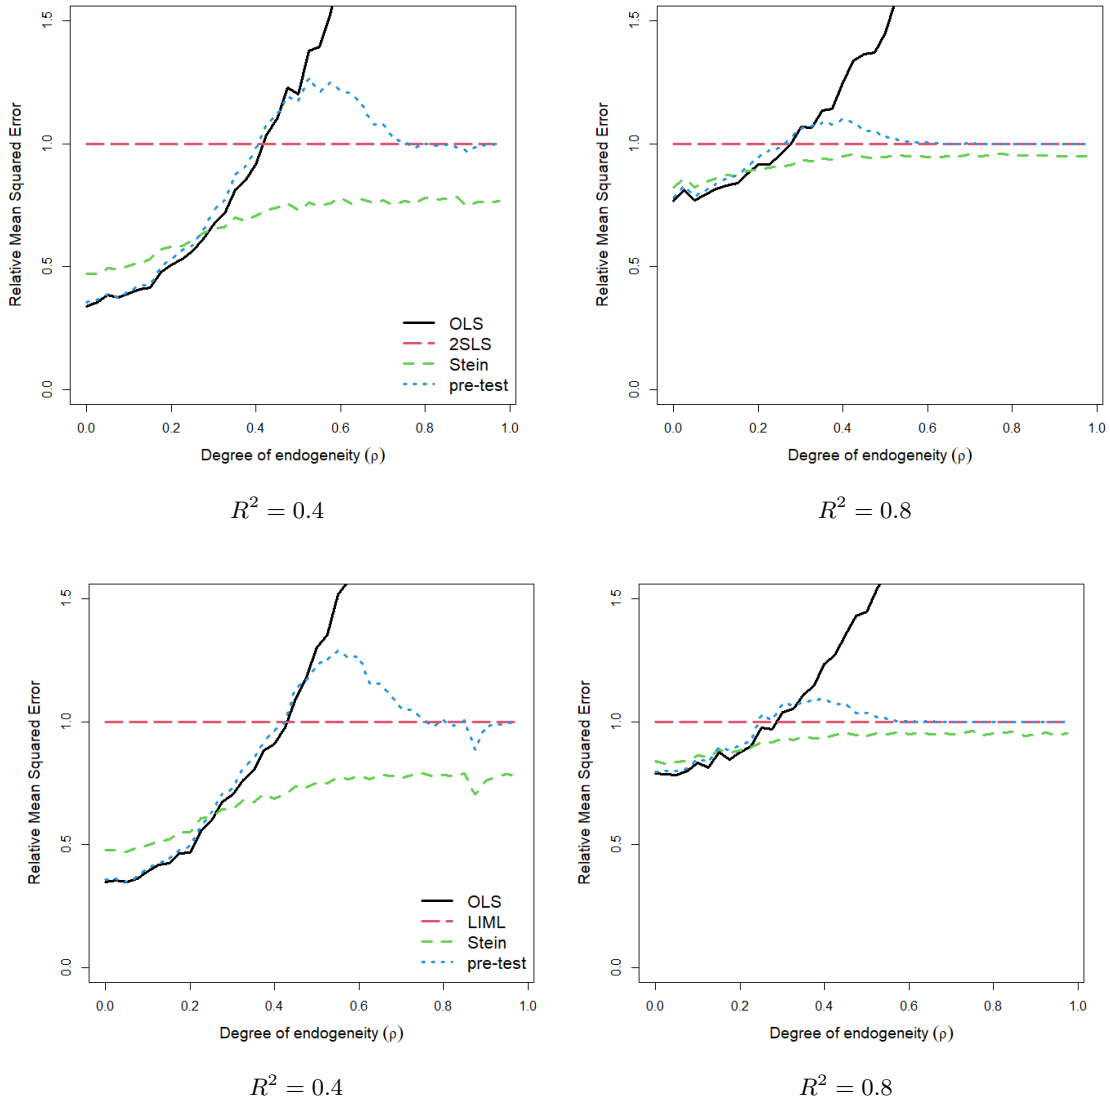 Relative Mean Squared Error
1.5
1.0
0.5
0.0
OLS
2SLS
Stein
pre-test
0.0 0.2 0.4 0.6 0.8 1.0
Degree of endogeneity (ρ)
R² = 0.4
Relative Mean Squared Error
1.5
1.0
0.5
0.0
0.0 0.2 0.4 0.6 0.8 1.0
Degree of endogeneity (ρ)
R² = 0.8
Relative Mean Squared Error
1.5
1.0
0.5
0.0
OLS
LIML
Stein
pre-test
0.0 0.2 0.4 0.6 0.8 1.0
Degree of endogeneity (ρ)
R² = 0.4
Relative Mean Squared Error
1.5
1.0
0.5
0.0
0.0 0.2 0.4 0.6 0.8 1.0
Degree of endogeneity (ρ)
R² = 0.8